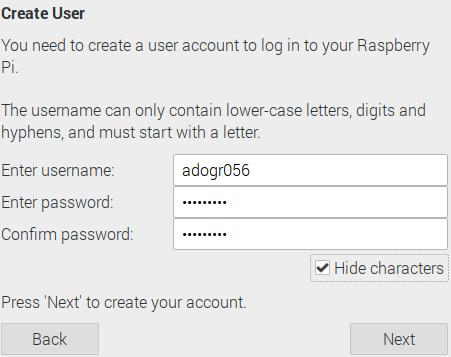 Create User
You need to create a user account to log in to your Raspberry
Pi.
The username can only contain lower-case letters, digits and
hyphens, and must start with a letter.
Enter username: adogr056
Enter password: •••••••••
Confirm password: •••••••••
Hide characters
Press 'Next' to create your account.
Back Next